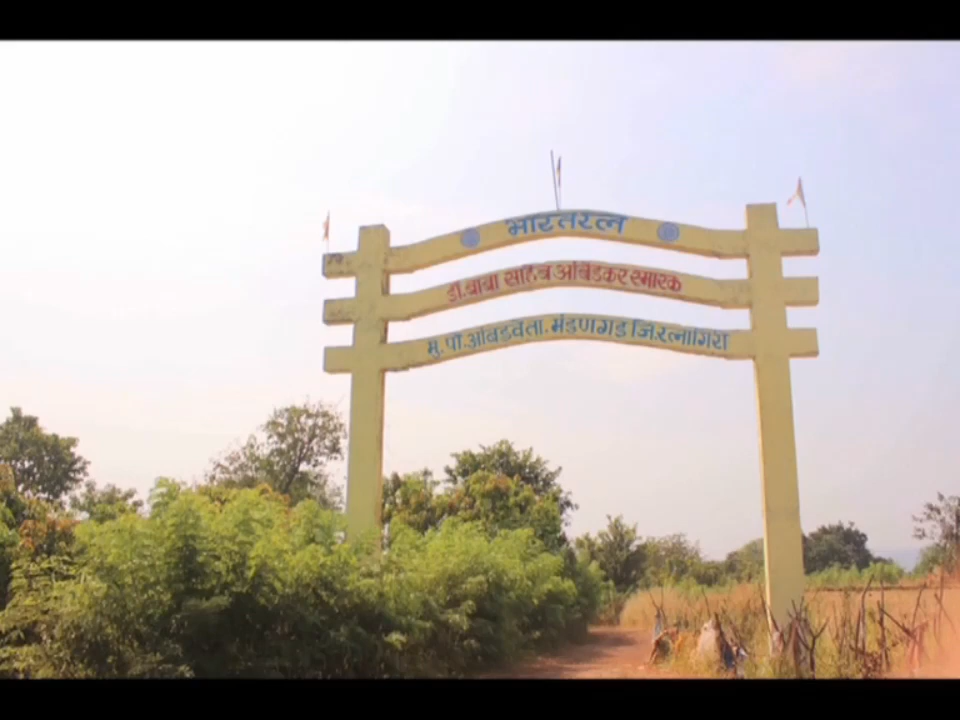 भारतरत्न
डॉ. बाबा साहेब आंबेडकर स्मारक
मु. पो. आंबडवेता. मंडणगड जि.रत्नागिरी